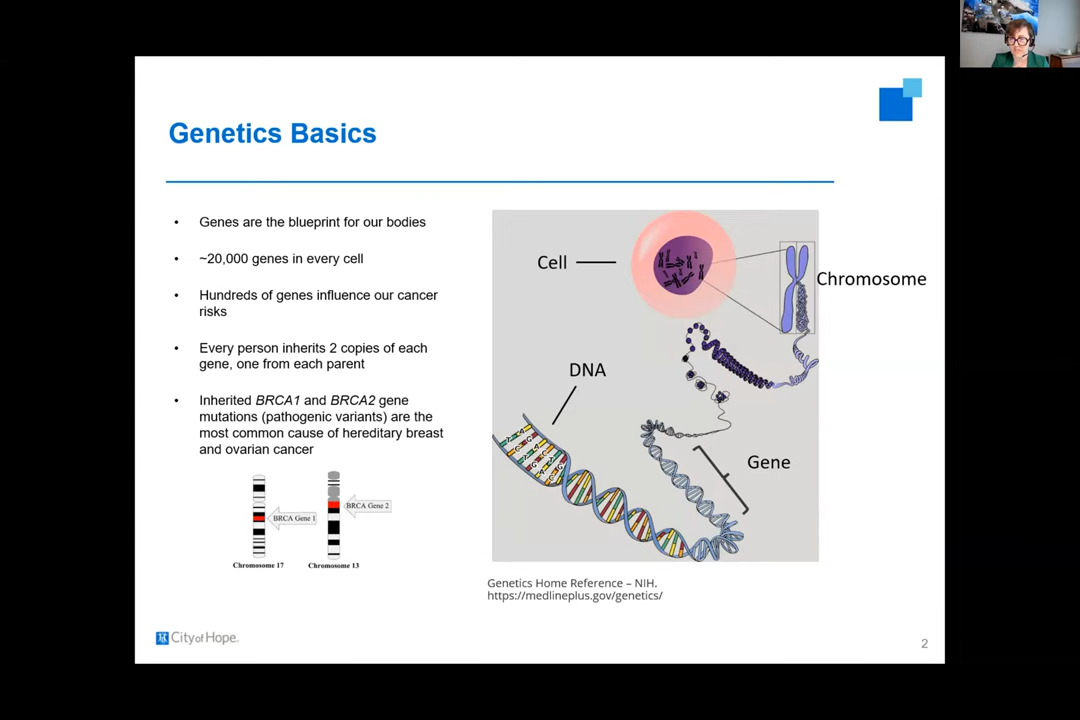 Genetics Basics
• Genes are the blueprint for our bodies
• ~20,000 genes in every cell
• Hundreds of genes influence our cancer
risks
• Every person inherits 2 copies of each
gene, one from each parent
• Inherited BRCA1 and BRCA2 gene
mutations (pathogenic variants) are the
most common cause of hereditary breast
and ovarian cancer
BRCA Gene 1
BRCA Gene 2
Chromosome 17
Chromosome 13
Cell
Chromosome
DNA
Gene
Genetics Home Reference – NIH.
https://medlineplus.gov/genetics/
City of Hope.
2